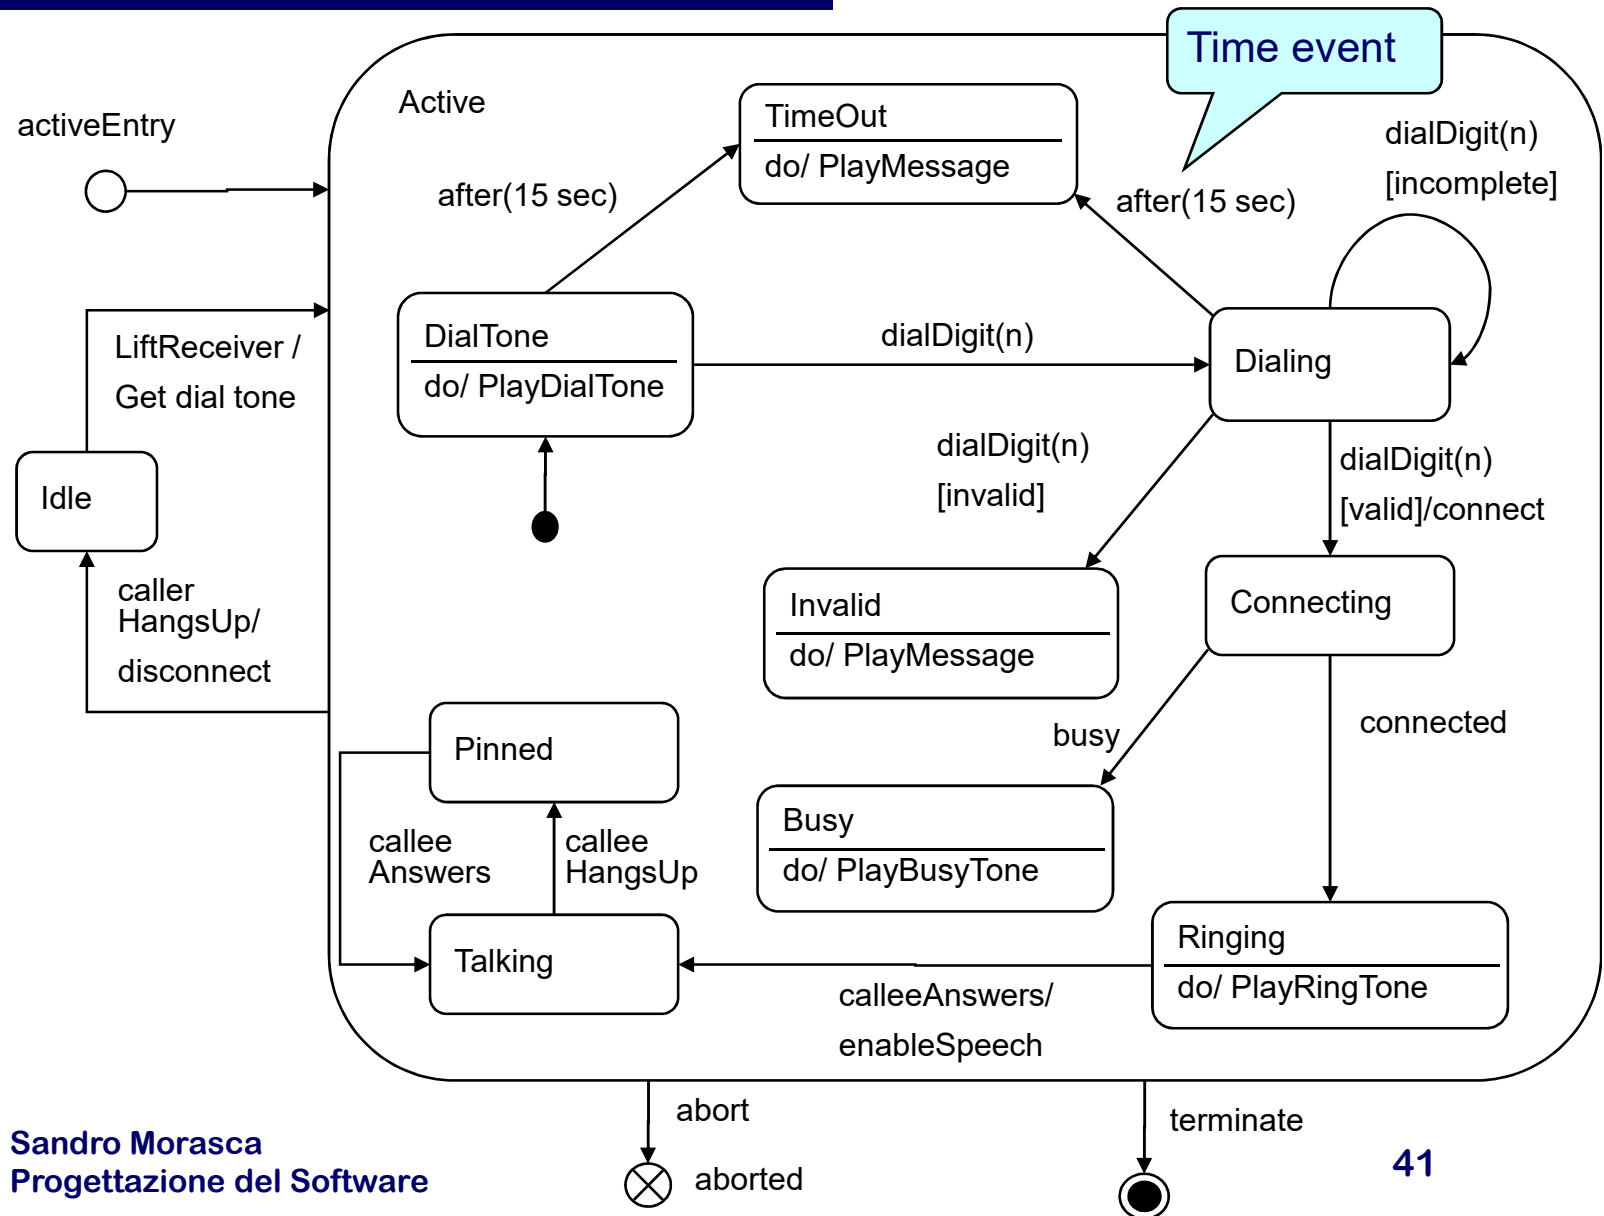 Time event
Active
activeEntry
TimeOut
do/ PlayMessage
after(15 sec)
after(15 sec)
dialDigit(n)
[incomplete]
LiftReceiver /
Get dial tone
DialTone
do/ PlayDialTone
dialDigit(n)
Dialing
Idle
dialDigit(n)
[invalid]
dialDigit(n)
[valid]/connect
caller
HangsUp/
disconnect
Invalid
do/ PlayMessage
Connecting
Pinned
busy
connected
callee
Answers
callee
HangsUp
Busy
do/ PlayBusyTone
Talking
Ringing
do/ PlayRingTone
calleeAnswers/
enableSpeech
abort
aborted
terminate
Sandro Morasca
Progettazione del Software
41